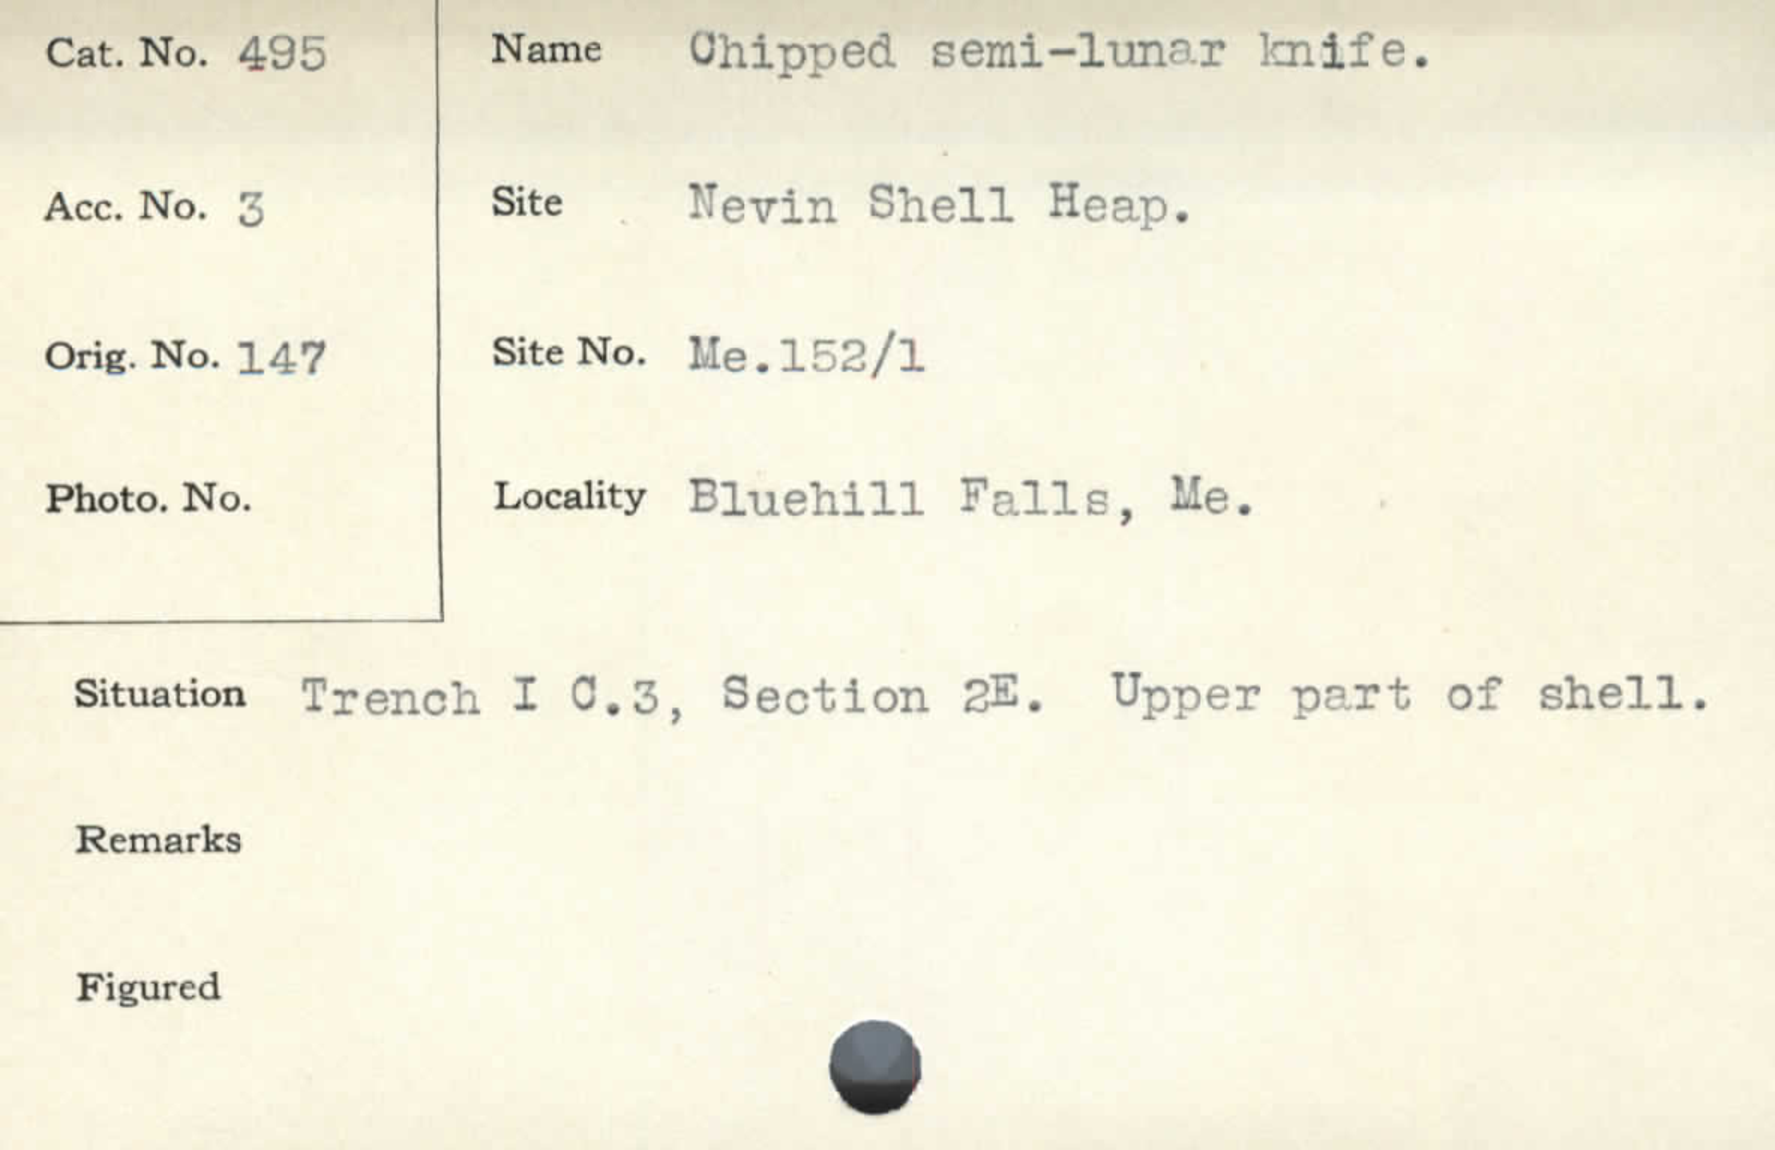 Cat. No. 495 Name Chipped semi-lunar knife.
Acc. No. 3 Site Nevin Shell Heap.
Orig. No. 147 Site No. Me.152/1
Photo. No. Locality Bluehill Falls, Me.
Situation Trench I C.3, Section 2E. Upper part of shell.
Remarks
Figured